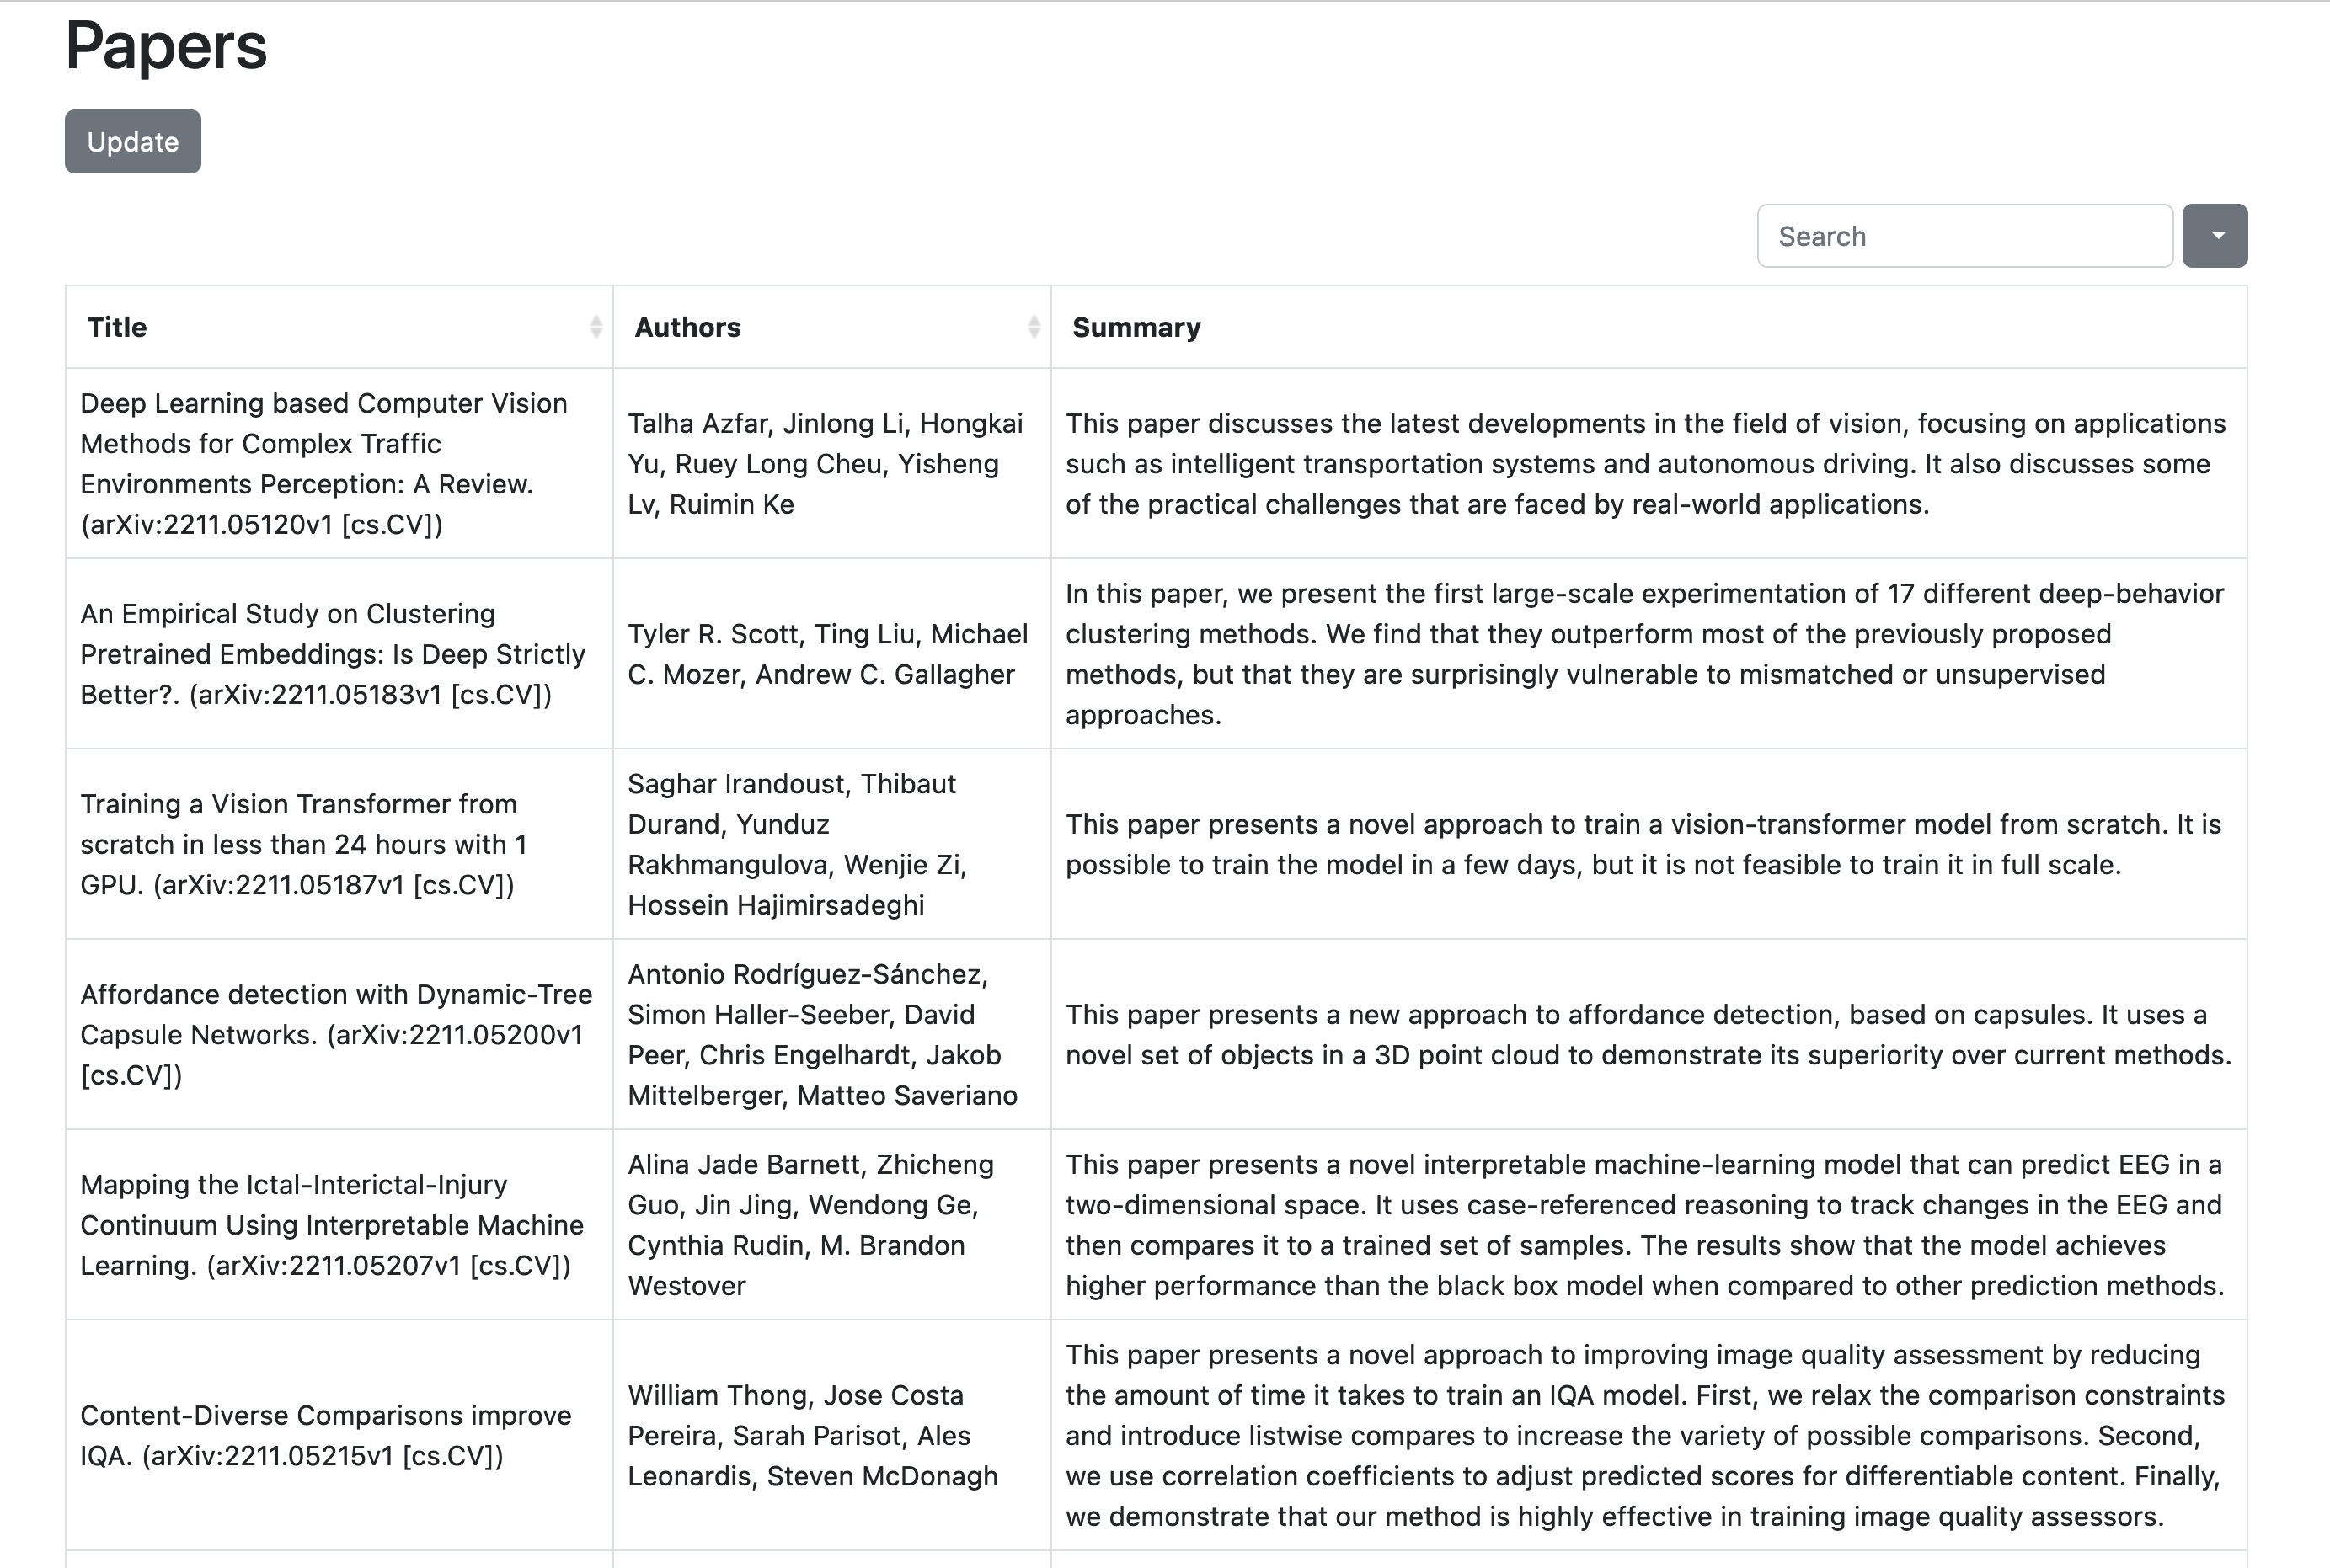 Papers
Update
Search
Title
Authors
Summary
Deep Learning based Computer Vision
Methods for Complex Traffic
Environments Perception: A Review.
(arXiv:2211.05120v1 [cs.CV])
Talha Azfar, Jinlong Li, Hongkai
Yu, Ruey Long Cheu, Yisheng
Lv, Ruimin Ke
This paper discusses the latest developments in the field of vision, focusing on applications
such as intelligent transportation systems and autonomous driving. It also discusses some
of the practical challenges that are faced by real-world applications.
An Empirical Study on Clustering
Pretrained Embeddings: Is Deep Strictly
Better?. (arXiv:2211.05183v1 [cs.CV])
Tyler R. Scott, Ting Liu, Michael
C. Mozer, Andrew C. Gallagher
In this paper, we present the first large-scale experimentation of 17 different deep-behavior
clustering methods. We find that they outperform most of the previously proposed
methods, but that they are surprisingly vulnerable to mismatched or unsupervised
approaches.
Training a Vision Transformer from
scratch in less than 24 hours with 1
GPU. (arXiv:2211.05187v1 [cs.CV])
Saghar Irandoust, Thibaut
Durand, Yunduz
Rakhmangulova, Wenjie Zi,
Hossein Hajimirsadeghi
This paper presents a novel approach to train a vision-transformer model from scratch. It is
possible to train the model in a few days, but it is not feasible to train it in full scale.
Affordance detection with Dynamic-Tree
Capsule Networks. (arXiv:2211.05200v1
[cs.CV])
Antonio Rodríguez-Sánchez,
Simon Haller-Seeber, David
Peer, Chris Engelhardt, Jakob
Mittelberger, Matteo Saveriano
This paper presents a new approach to affordance detection, based on capsules. It uses a
novel set of objects in a 3D point cloud to demonstrate its superiority over current methods.
Mapping the Ictal-Interictal-Injury
Continuum Using Interpretable Machine
Learning. (arXiv:2211.05207v1 [cs.CV])
Alina Jade Barnett, Zhicheng
Guo, Jin Jing, Wendong Ge,
Cynthia Rudin, M. Brandon
Westover
This paper presents a novel interpretable machine-learning model that can predict EEG in a
two-dimensional space. It uses case-referenced reasoning to track changes in the EEG and
then compares it to a trained set of samples. The results show that the model achieves
higher performance than the black box model when compared to other prediction methods.
Content-Diverse Comparisons improve
IQA. (arXiv:2211.05215v1 [cs.CV])
William Thong, Jose Costa
Pereira, Sarah Parisot, Ales
Leonardis, Steven McDonagh
This paper presents a novel approach to improving image quality assessment by reducing
the amount of time it takes to train an IQA model. First, we relax the comparison constraints
and introduce listwise compares to increase the variety of possible comparisons. Second,
we use correlation coefficients to adjust predicted scores for differentiable content. Finally,
we demonstrate that our method is highly effective in training image quality assessors.